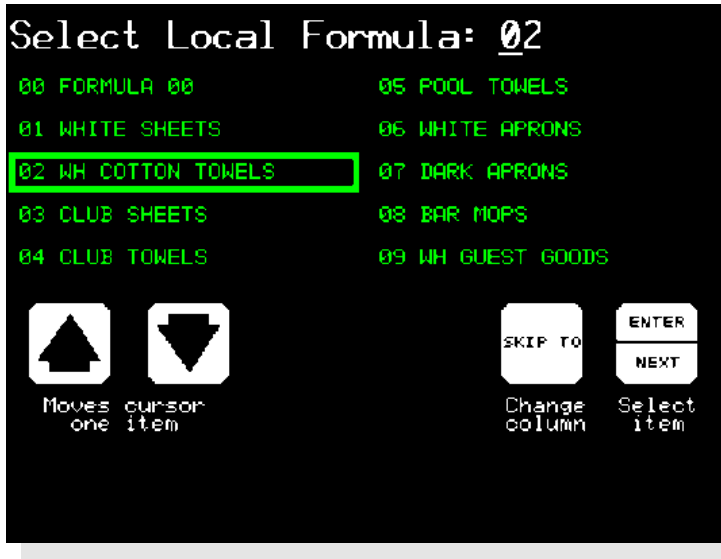 Select Local Formula: 02
00 FORMULA 00
01 WHITE SHEETS
02 WH COTTON TOWELS
03 CLUB SHEETS
04 CLUB TOWELS
05 POOL TOWELS
06 WHITE APRONS
07 DARK APRONS
08 BAR MOPS
09 WH GUEST GOODS
Moves cursor
one item
SKIP TO
Change
column
ENTER
NEXT
Select
item